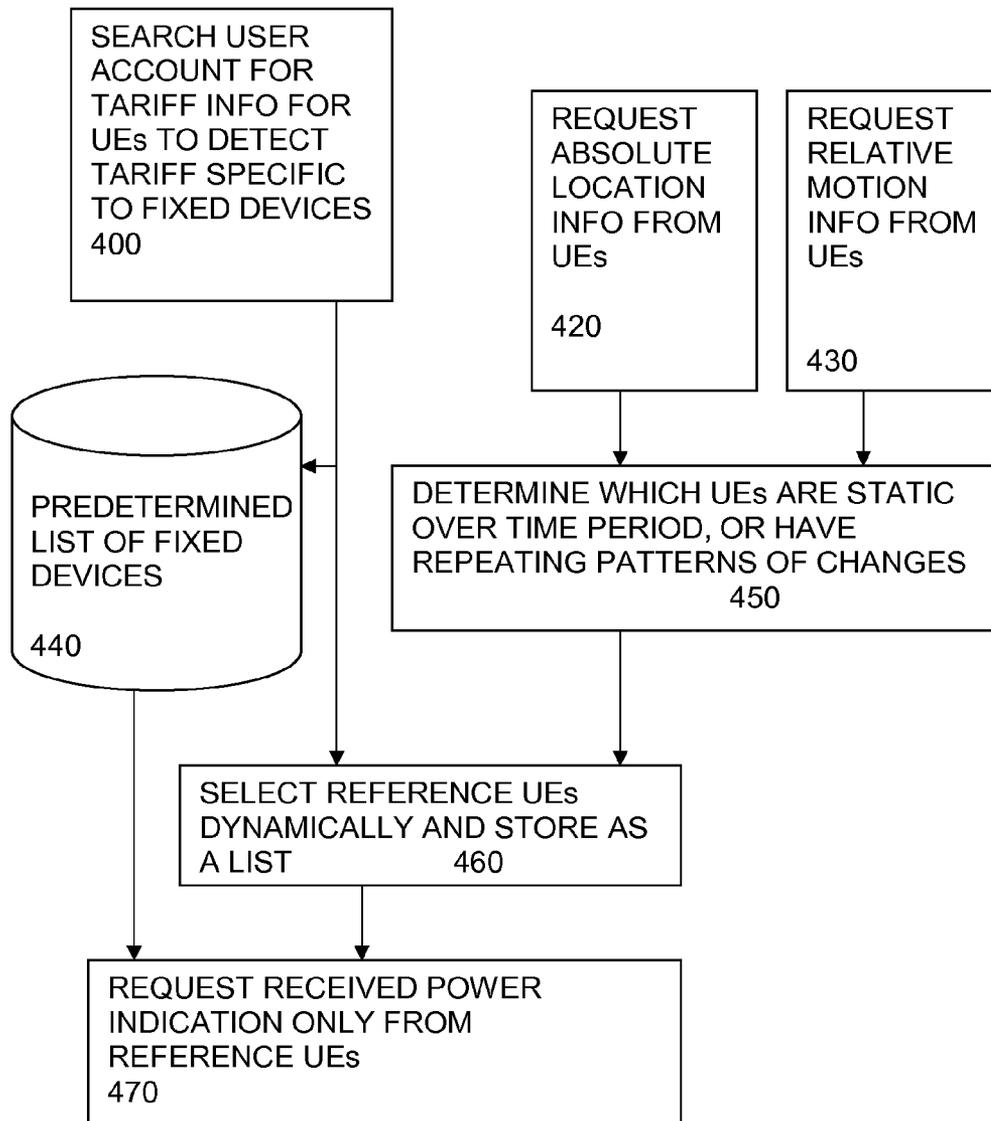 SEARCH USER
ACCOUNT FOR
TARIFF INFO FOR
UEs TO DETECT
TARIFF SPECIFIC
TO FIXED DEVICES
400
REQUEST
ABSOLUTE
LOCATION
INFO FROM
UEs
420
REQUEST
RELATIVE
MOTION
INFO FROM
UEs
430
PREDETERMINED
LIST OF FIXED
DEVICES
440
DETERMINE WHICH UEs ARE STATIC
OVER TIME PERIOD, OR HAVE
REPEATING PATTERNS OF CHANGES
450
SELECT REFERENCE UEs
DYNAMICALLY AND STORE AS
A LIST 460
REQUEST RECEIVED POWER
INDICATION ONLY FROM
REFERENCE UEs
470